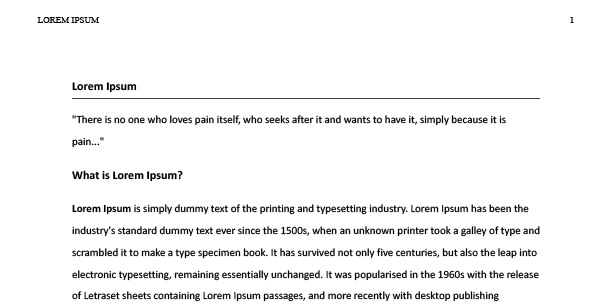 LOREM IPSUM 1
Lorem Ipsum
"There is no one who loves pain itself, who seeks after it and wants to have it, simply because it is
pain..."
What is Lorem Ipsum?
Lorem Ipsum is simply dummy text of the printing and typesetting industry. Lorem Ipsum has been the
industry's standard dummy text ever since the 1500s, when an unknown printer took a galley of type and
scrambled it to make a type specimen book. It has survived not only five centuries, but also the leap into
electronic typesetting, remaining essentially unchanged. It was popularised in the 1960s with the release
of Letraset sheets containing Lorem Ipsum passages, and more recently with desktop publishing